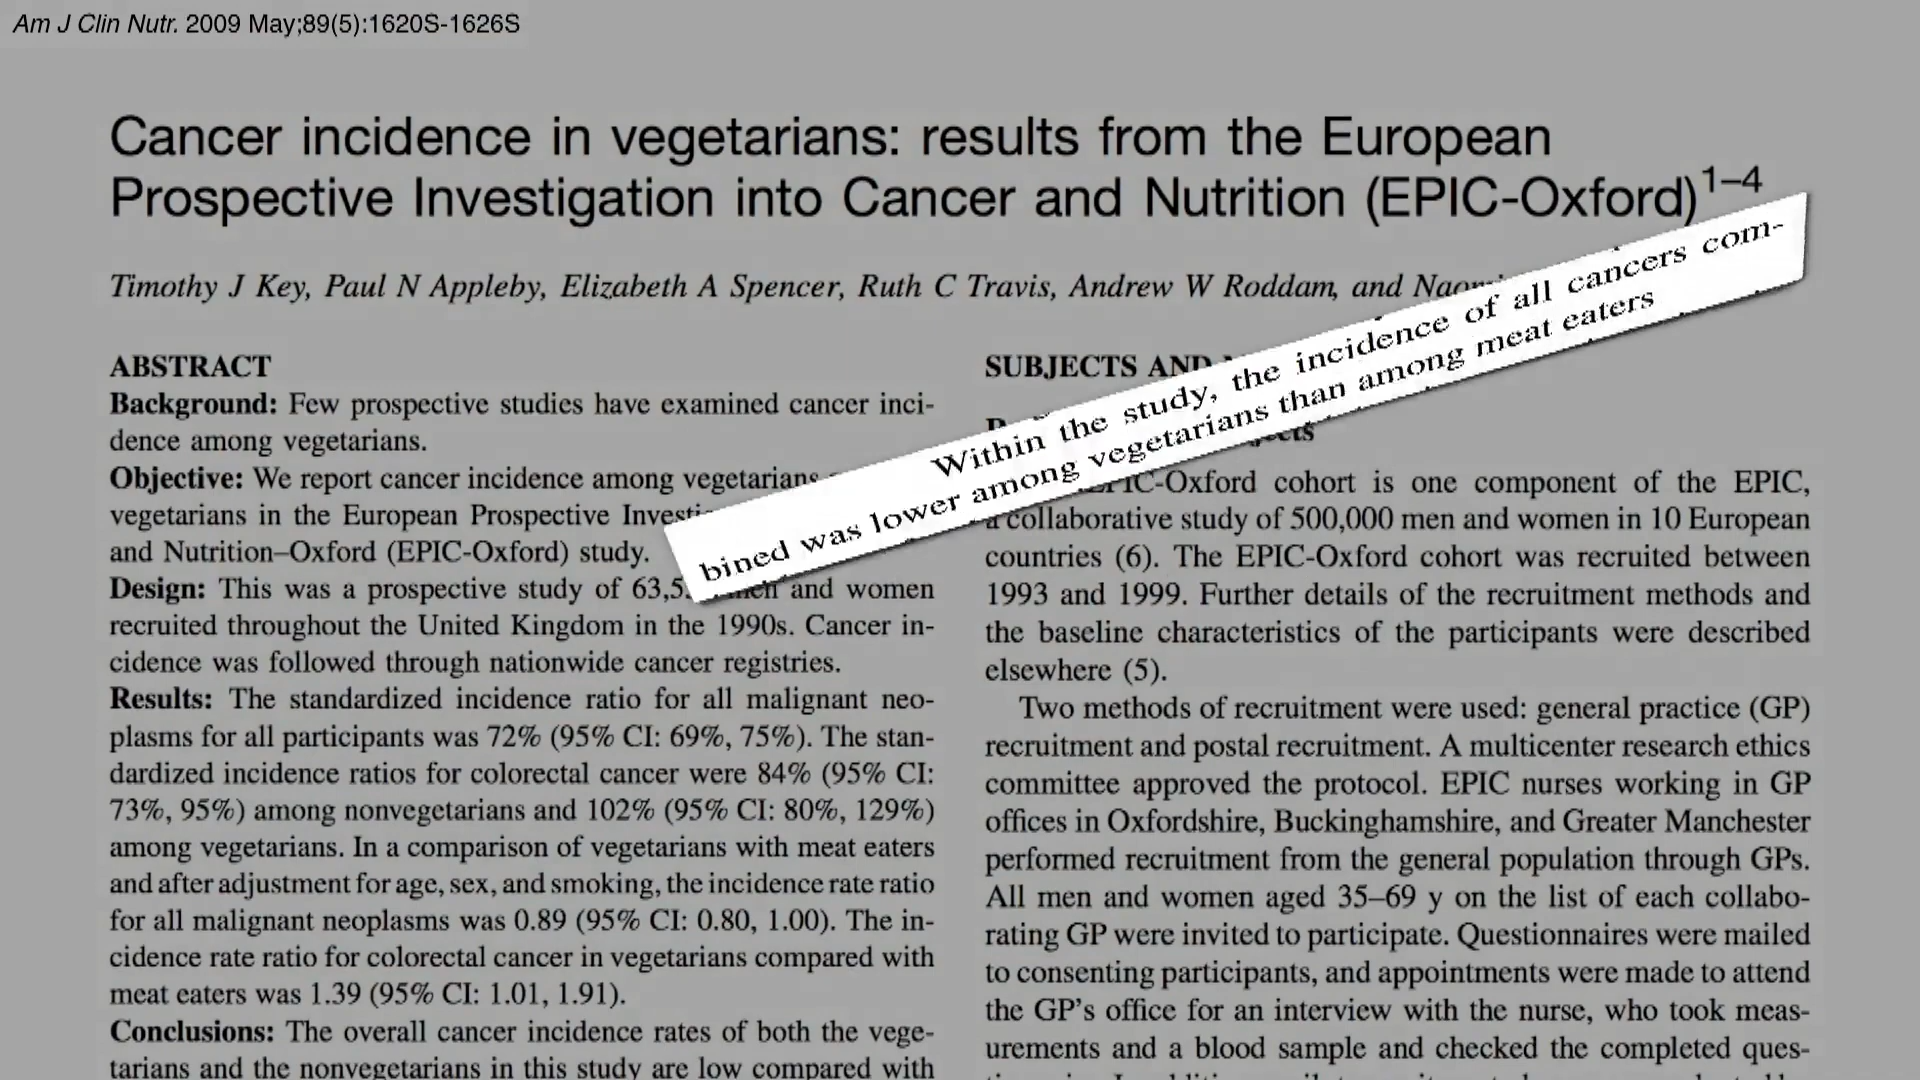 Am J Clin Nutr. 2009 May;89(5):1620S-1626S
Cancer incidence in vegetarians: results from the European
Prospective Investigation into Cancer and Nutrition (EPIC-Oxford)1–4
Timothy J Key, Paul N Appleby, Elizabeth A Spencer, Ruth C Travis, Andrew W Roddam, and
Within the study, the incidence of all cancers com-
bined was lower among vegetarians than among meat eaters
ABSTRACT
Background: Few prospective studies have examined cancer inci-
dence among vegetarians.
Objective: We report cancer incidence among vegetarians
vegetarians in the European Prospective
and Nutrition–Oxford (EPIC-Oxford) study.
Design: This was a prospective study of and women
recruited throughout the United Kingdom in the 1990s. Cancer in-
cidence was followed through nationwide cancer registries.
Results: The standardized incidence ratio for all malignant neo-
plasms for all participants was 72% (95% CI: 69%, 75%). The stan-
dardized incidence ratios for colorectal cancer were 84% (95% CI:
73%, 95%) among nonvegetarians and 102% (95% CI: 80%, 129%)
among vegetarians. In a comparison of vegetarians with meat eaters
and after adjustment for age, sex, and smoking, the incidence rate ratio
for all malignant neoplasms was 0.89 (95% CI: 0.80, 1.00). The in-
cidence rate ratio for colorectal cancer in vegetarians compared with
meat eaters was 1.39 (95% CI: 1.01, 1.91).
Conclusions: The overall cancer incidence rates of both the vege-
tarians and the nonvegetarians in this study are low compared with
SUBJECTS AND
EPIC-Oxford cohort is one component of the EPIC,
a collaborative study of 500,000 men and women in 10 European
countries (6). The EPIC-Oxford cohort was recruited between
1993 and 1999. Further details of the recruitment methods and
the baseline characteristics of the participants were described
elsewhere (5).
Two methods of recruitment were used: general practice (GP)
recruitment and postal recruitment. A multicenter research ethics
committee approved the protocol. EPIC nurses working in GP
offices in Oxfordshire, Buckinghamshire, and Greater Manchester
performed recruitment from the general population through GPs.
All men and women aged 35–69 y on the list of each collabo-
rating GP were invited to participate. Questionnaires were mailed
to consenting participants, and appointments were made to attend
the GP's office for an interview with the nurse, who took meas-
urements and a blood sample and checked the completed ques-